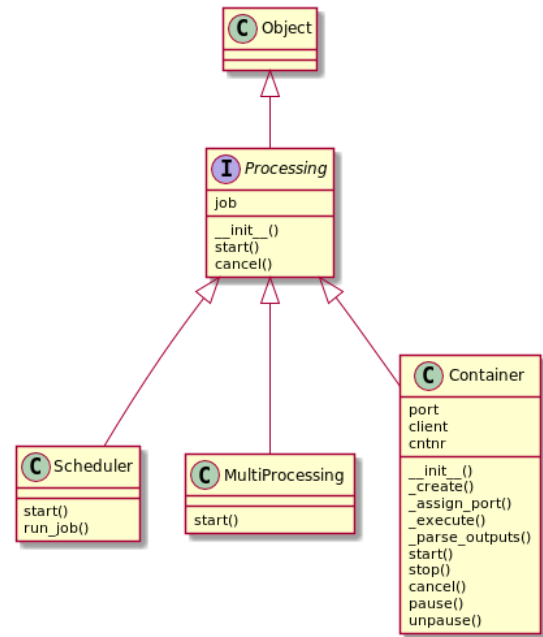 C Object
I Processing
job
__init__()
start()
cancel()
C Scheduler
start()
run_job()
C MultiProcessing
start()
C Container
port
client
cntnr
__init__()
_create()
_assign_port()
_execute()
_parse_outputs()
start()
stop()
cancel()
pause()
unpause()